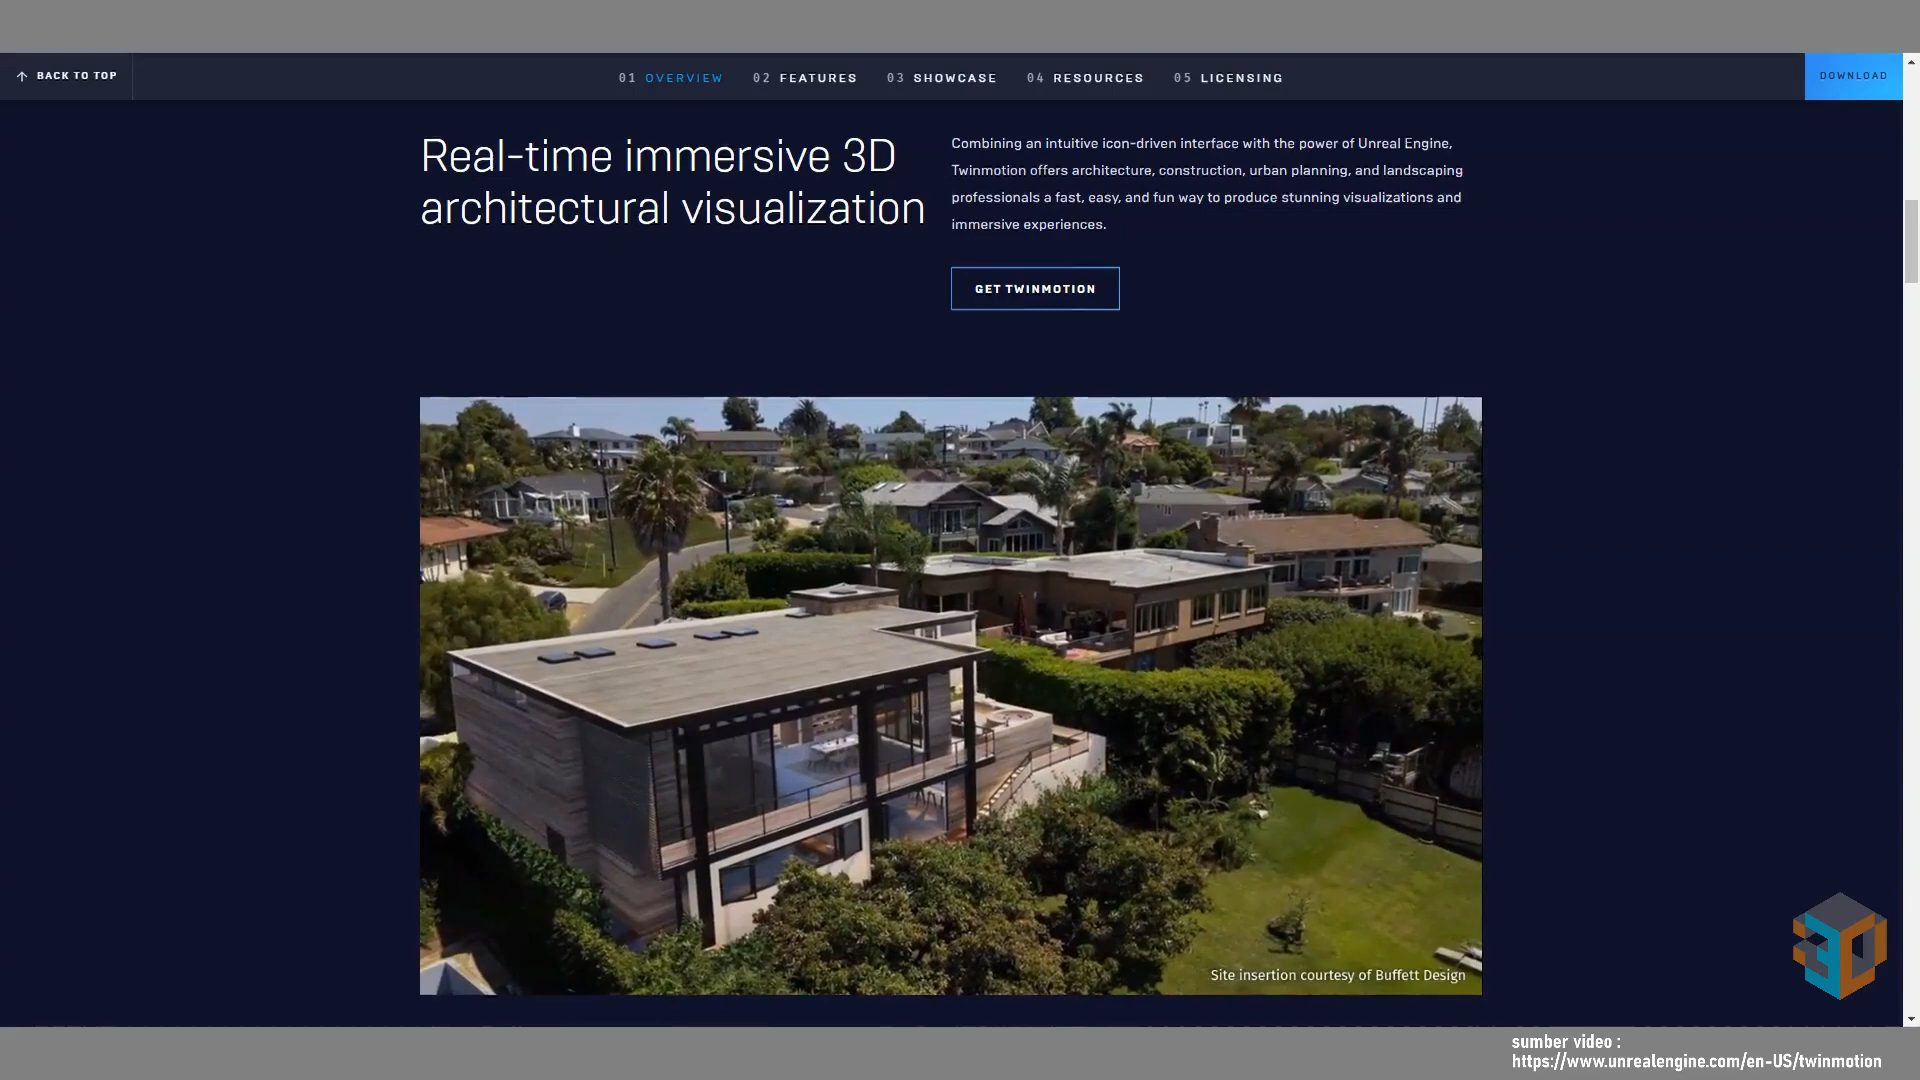 BACK TO TOP
01 OVERVIEW
02 FEATURES
03 SHOWCASE
04 RESOURCES
05 LICENSING
DOWNLOAD
Real-time immersive 3D
architectural visualization
Combining an intuitive icon-driven interface with the power of Unreal Engine,
Twinmotion offers architecture, construction, urban planning, and landscaping
professionals a fast, easy, and fun way to produce stunning visualizations and
immersive experiences.
GET TWINMOTION
Site insertion courtesy of Buffett Design
3D
sumber video :
https://www.unrealengine.com/en-US/twinmotion